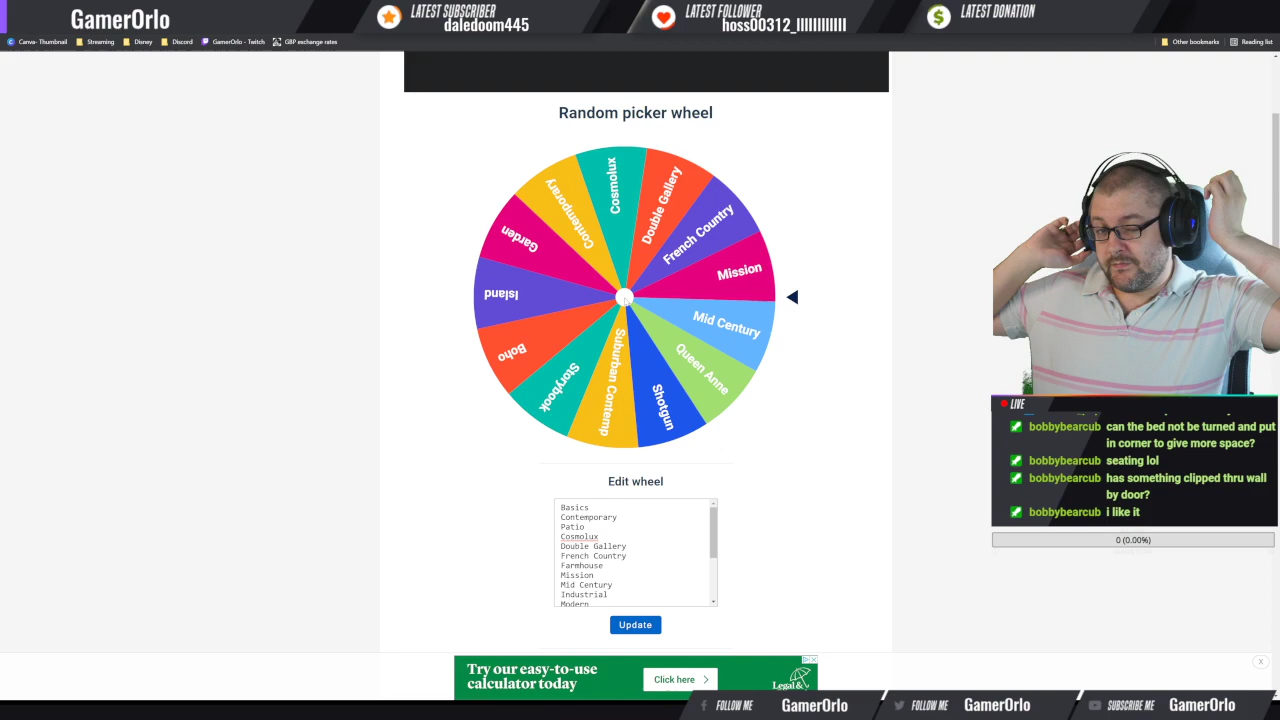 GamerOrlo
LATEST SUBSCRIBER
daledoom445
LATEST FOLLOWER
hoss00312_llllllllllll
LATEST DONATION
Canva- Thumbnail
Streaming
Disney
Discord
GamerOrlo - Twitch
GBP exchange rates
Other bookmarks
Reading list
Random picker wheel
Cosmolux
Double Gallery
French Country
Mission
Mid Century
Queen Anne
Shotgun
Suburban Contemp
Storybook
Boho
Island
Garden
Contemporary
LIVE
bobbybearcub can the bed not be turned and put
in corner to give more space?
bobbybearcub seating lol
bobbybearcub has something clipped thru wall
by door?
bobbybearcub i like it
0 (0.00%)
Edit wheel
Basics
Contemporary
Patio
Cosmolux
Double Gallery
French Country
Farmhouse
Mission
Mid Century
Industrial
Modern
Update
Try our easy-to-use
calculator today
Click here
Legal&
x
FOLLOW ME GamerOrlo
FOLLOW ME GamerOrlo
SUBSCRIBE ME GamerOrlo